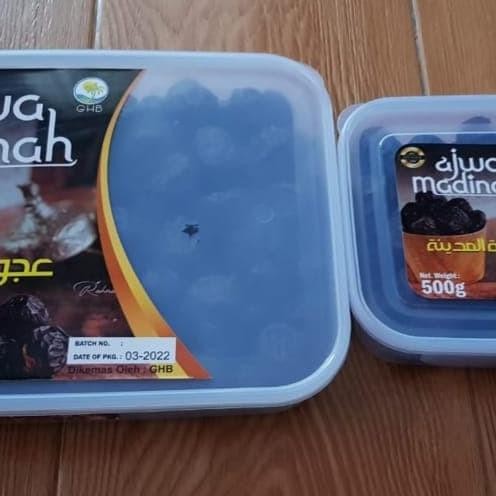 GHB
wa
nah
عجو
BATCH NO. :
DATE OF PKG. : 03-2022
Dikemas Oleh : GHB
ajwa
madina
ة المدينة
Net. Weight :
500g